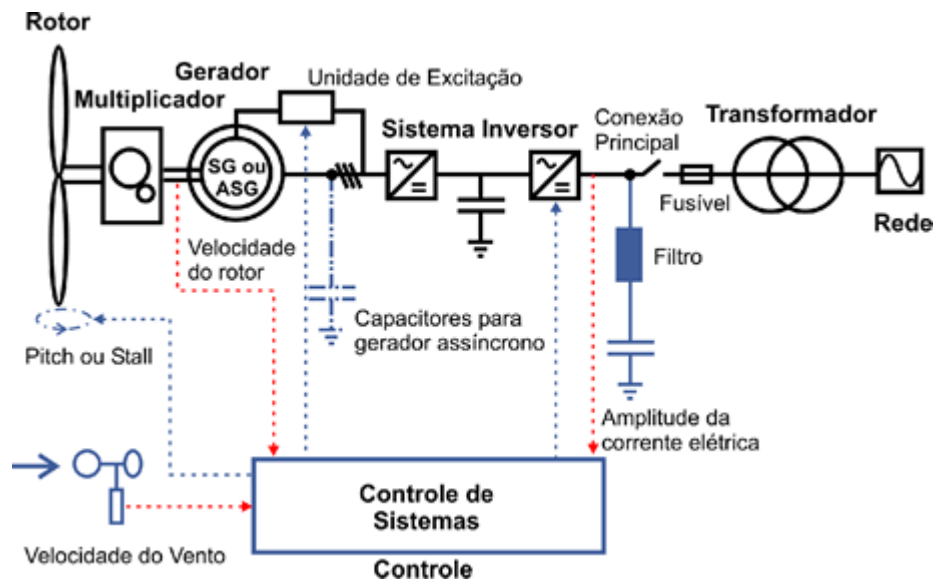 Rotor
Gerador
Unidade de Excitação
Multiplicador
Sistema Inversor
Conexão
Principal
Transformador
SG ou
ASG
Fusível
Rede
Velocidade
do rotor
Filtro
Capacitores para
gerador assíncrono
Pitch ou Stall
Amplitude da
corrente elétrica
Controle de
Sistemas
Velocidade do Vento
Controle